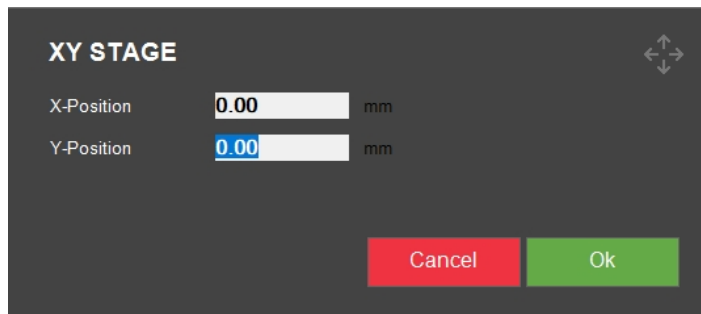 XY STAGE
X-Position 0.00 mm
Y-Position 0.00 mm
Cancel Ok